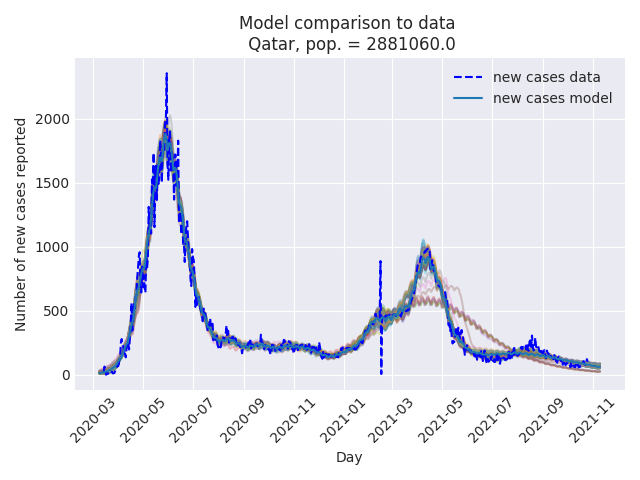 Model comparison to data
Qatar, pop. = 2881060.0
new cases data
new cases model
Number of new cases reported
2000
1500
1000
500
0
2020-03
2020-05
2020-07
2020-09
2020-11
2021-01
2021-03
2021-05
2021-07
2021-09
2021-11
Day